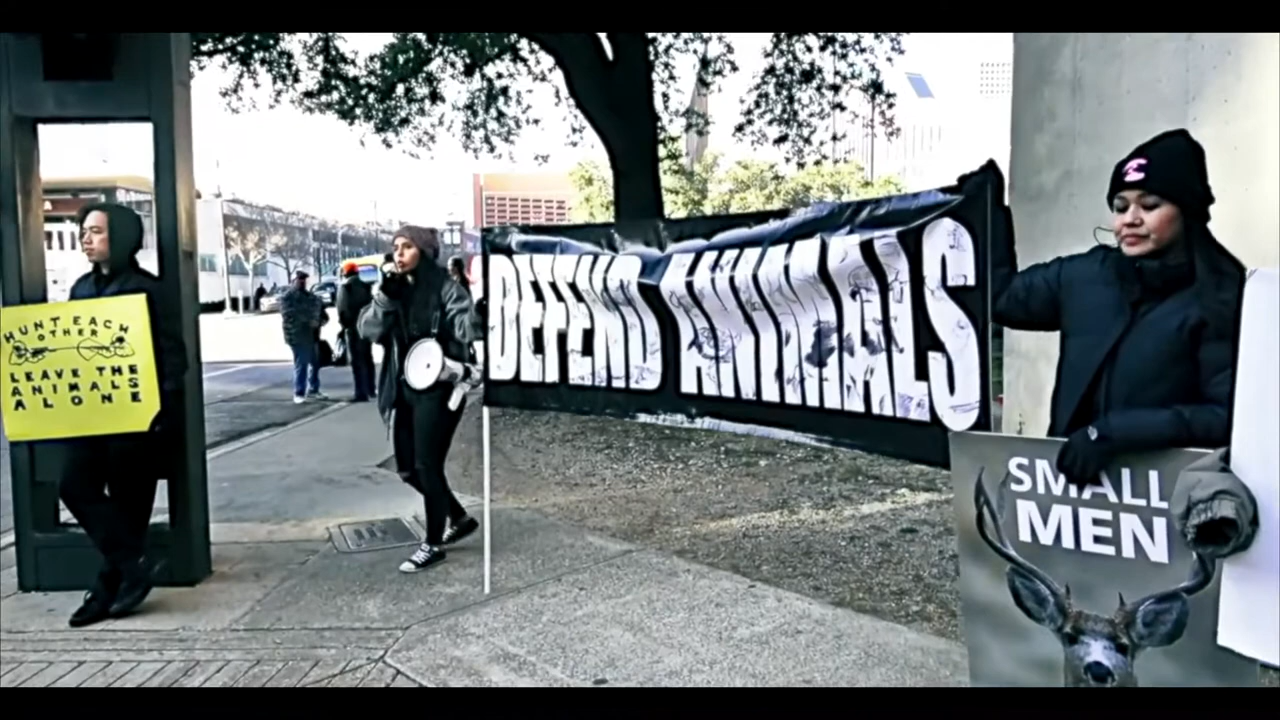 HUNT EACH
OTHER
LEAVE THE
ANIMALS
ALONE
DEFEND ANIMALS
SMALL
MEN